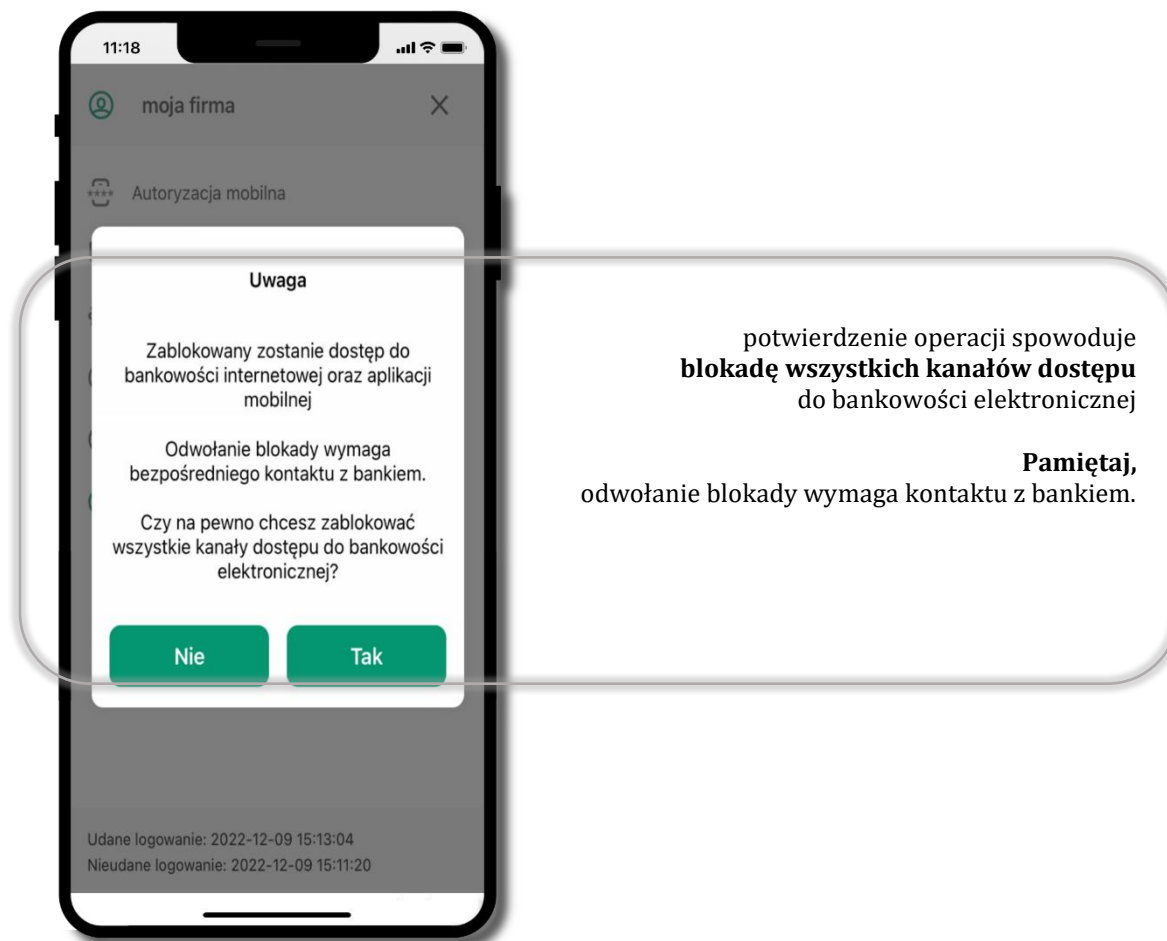 11:18
moja firma
Autoryzacja mobilna
Uwaga
Zablokowany zostanie dostęp do
bankowości internetowej oraz aplikacji
mobilnej
Odwołanie blokady wymaga
bezpośredniego kontaktu z bankiem.
Czy na pewno chcesz zablokować
wszystkie kanały dostępu do bankowości
elektronicznej?
Nie
Tak
Udane logowanie: 2022-12-09 15:13:04
Nieudane logowanie: 2022-12-09 15:11:20
potwierdzenie operacji spowoduje
blokadę wszystkich kanałów dostępu
do bankowości elektronicznej
Pamiętaj,
odwołanie blokady wymaga kontaktu z bankiem.